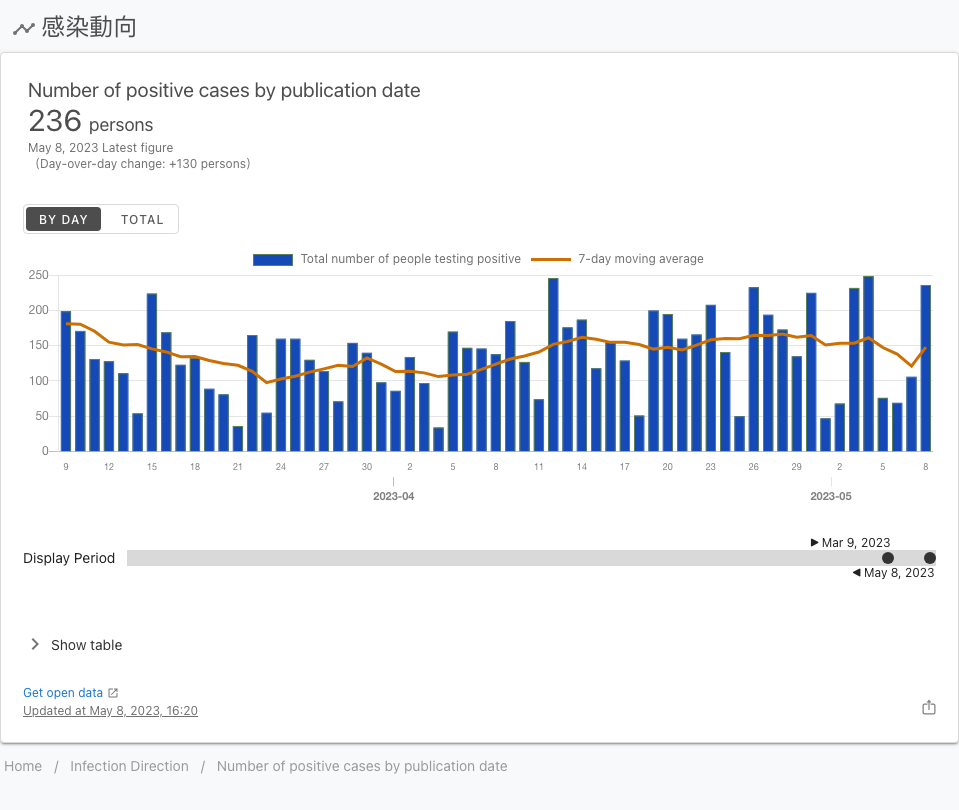 感染動向
Number of positive cases by publication date
236 persons
May 8, 2023 Latest figure
(Day-over-day change: +130 persons)
BY DAY TOTAL
Total number of people testing positive 7-day moving average
250
200
150
100
50
0
9 12 15 18 21 24 27 30 2 5 8 11 14 17 20 23 26 29 2 5 8
2023-04 2023-05
Mar 9, 2023
Display Period
May 8, 2023
Show table
Get open data
Updated at May 8, 2023, 16:20
Home / Infection Direction / Number of positive cases by publication date